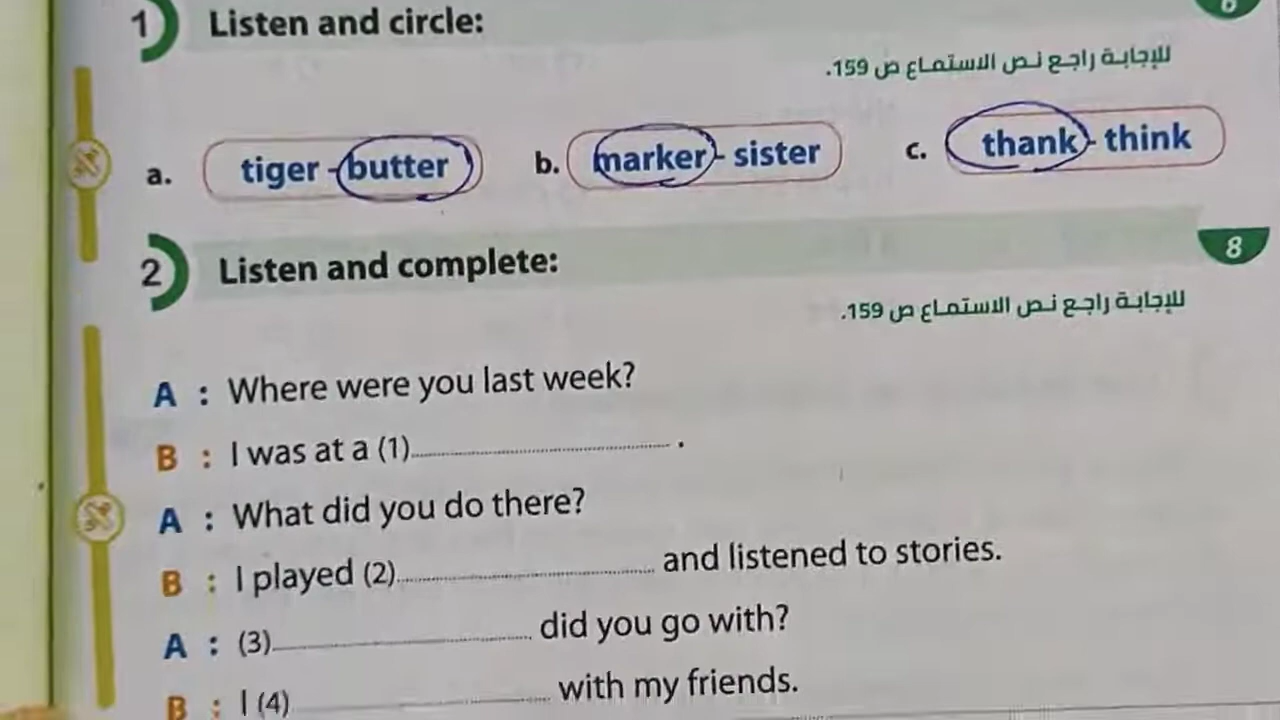 1 Listen and circle:
للإجابة راجع نص الاستماع ص 159.
a. tiger - butter b. marker - sister c. thank - think
2 Listen and complete:
8
للإجابة راجع نص الاستماع ص 159.
A : Where were you last week?
B : I was at a (1).................... .
A : What did you do there?
B : I played (2).................... and listened to stories.
A : (3).................... did you go with?
B : I (4).................... with my friends.